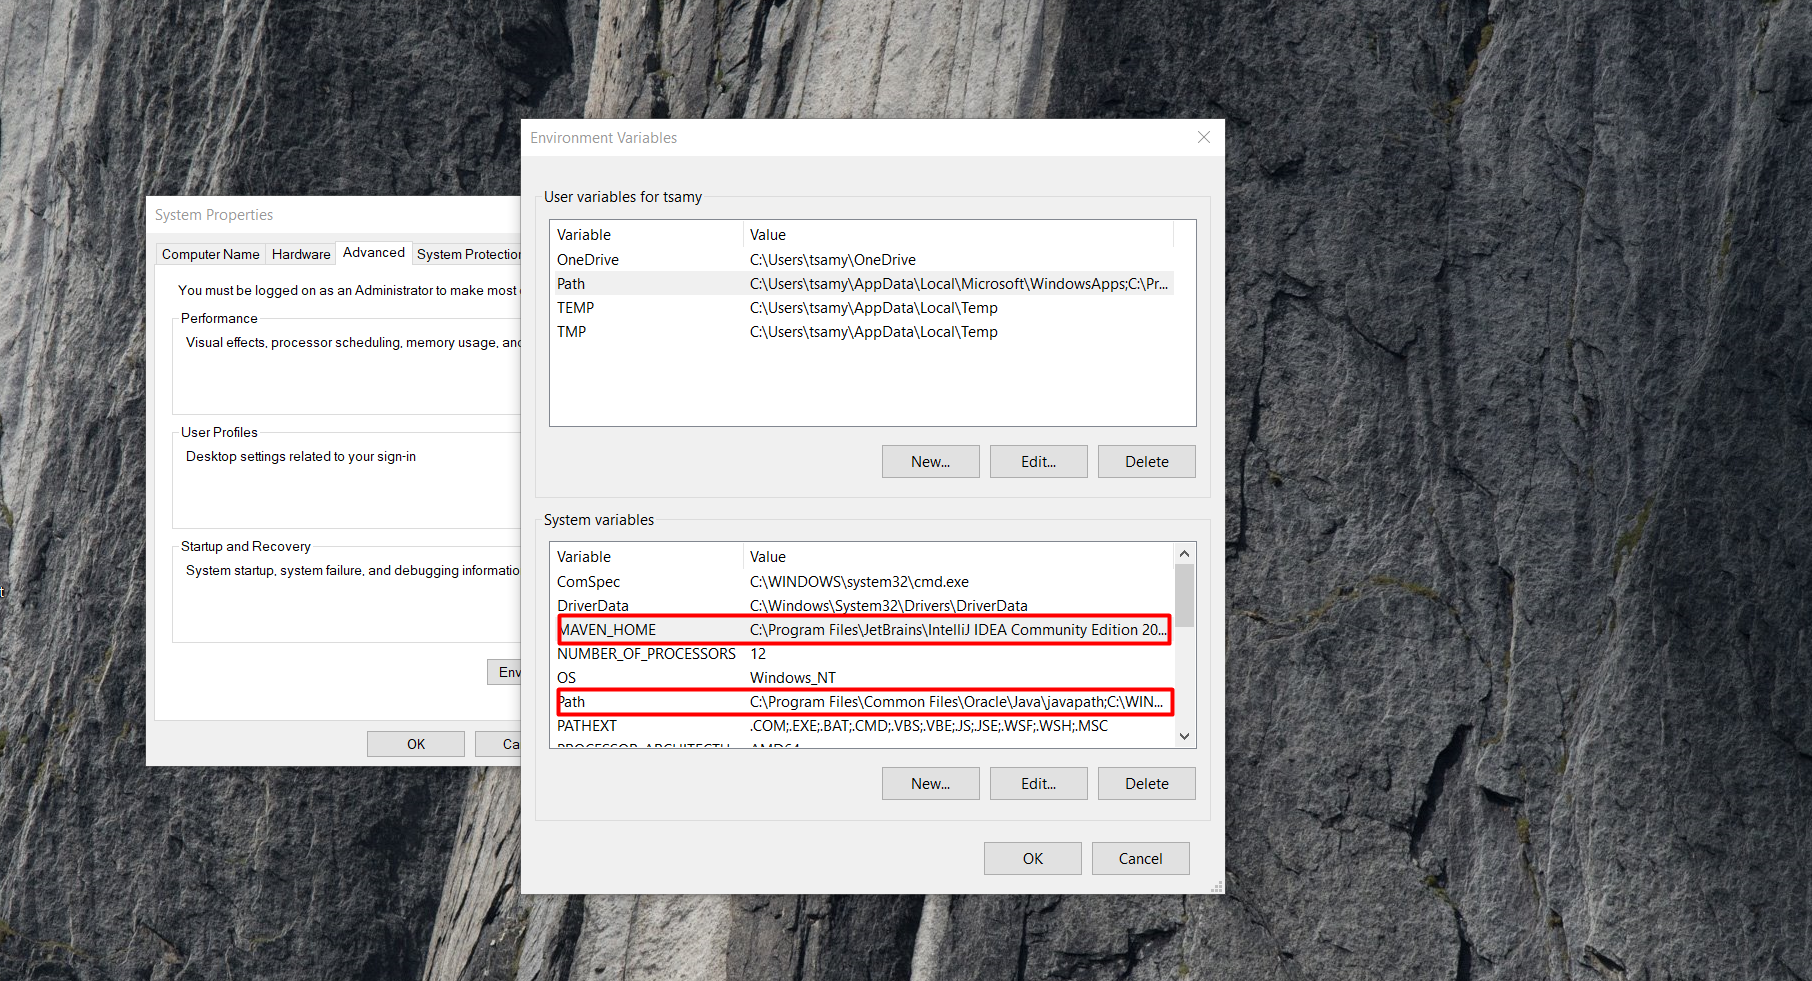 System Properties
Computer Name Hardware Advanced System Protection
You must be logged on as an Administrator to make most
Performance
Visual effects, processor scheduling, memory usage, and
User Profiles
Desktop settings related to your sign-in
Startup and Recovery
System startup, system failure, and debugging informatio
Env
OK Ca
t
Environment Variables
User variables for tsamy
Variable Value
OneDrive C:\Users\tsamy\OneDrive
Path C:\Users\tsamy\AppData\Local\Microsoft\WindowsApps;C:\Pr...
TEMP C:\Users\tsamy\AppData\Local\Temp
TMP C:\Users\tsamy\AppData\Local\Temp
New... Edit... Delete
System variables
Variable Value
ComSpec C:\WINDOWS\system32\cmd.exe
DriverData C:\Windows\System32\Drivers\DriverData
MAVEN_HOME C:\Program Files\JetBrains\IntelliJ IDEA Community Edition 20...
NUMBER_OF_PROCESSORS 12
OS Windows_NT
Path C:\Program Files\Common Files\Oracle\Java\javapath;C:\WIN...
PATHEXT .COM;.EXE;.BAT;.CMD;.VBS;.VBE;.JS;.JSE;.WSF;.WSH;.MSC
PROCESSOR_ARCHITECTU... AMD64
New... Edit... Delete
OK Cancel